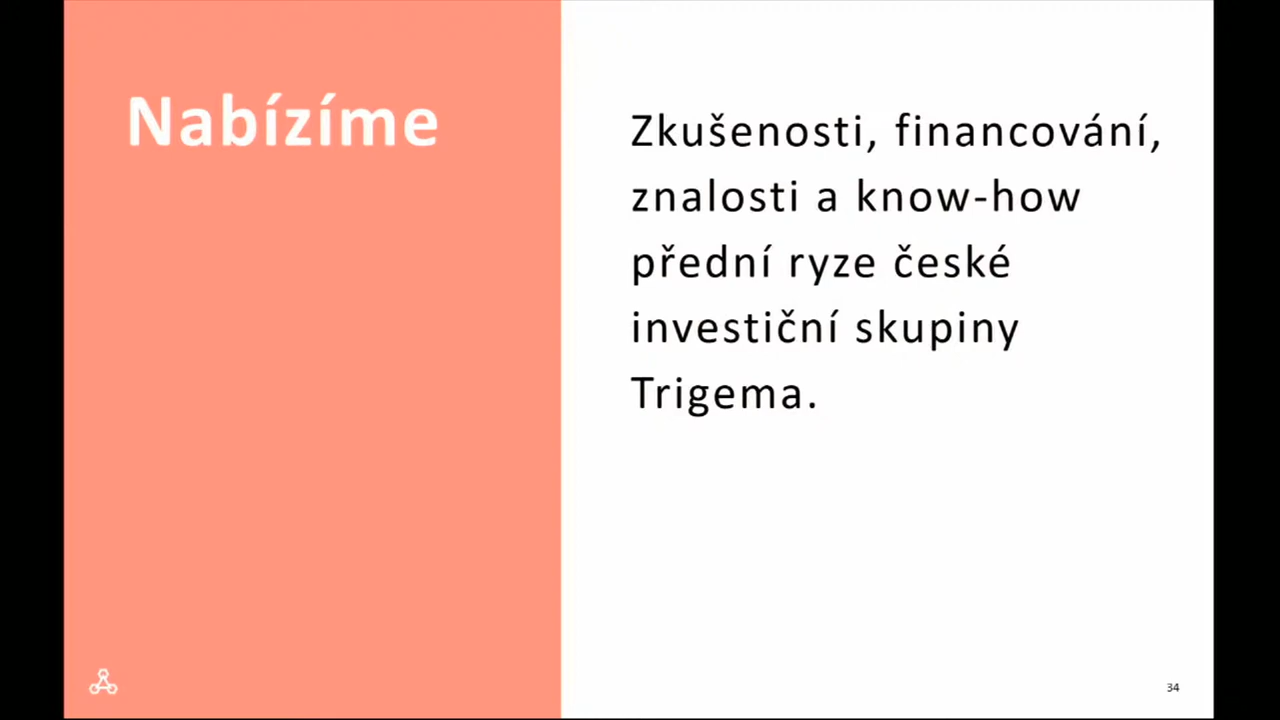 Nabízíme
Zkušenosti, financování,
znalosti a know-how
přední ryze české
investiční skupiny
Trigema.
34